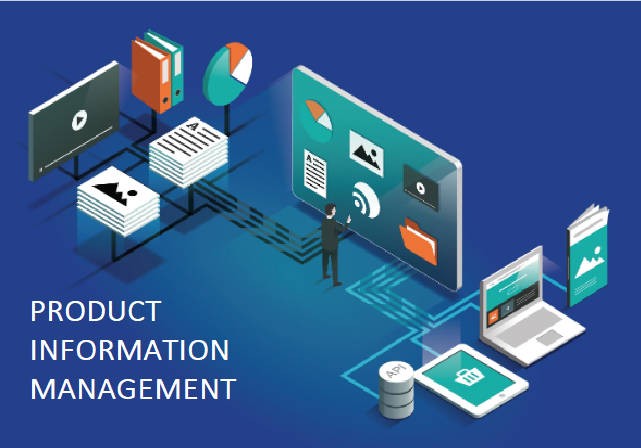 A
A
API
PRODUCT
INFORMATION
MANAGEMENT